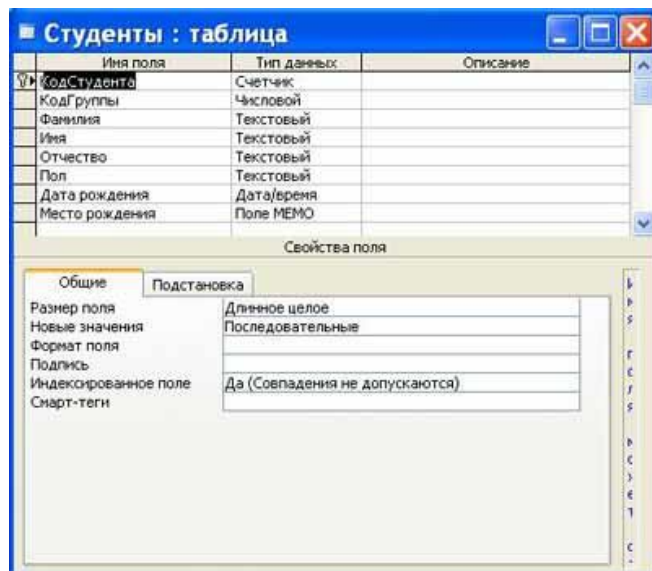 Студенты : таблица
Имя поля Тип данных Описание
КодСтудента Счетчик
КодГруппы Числовой
Фамилия Текстовый
Имя Текстовый
Отчество Текстовый
Пол Текстовый
Дата рождения Дата/время
Место рождения Поле МЕМО
Свойства поля
Общие Подстановка
Размер поля Длинное целое
Новые значения Последовательные
Формат поля
Подпись
Индексированное поле Да (Совпадения не допускаются)
Смарт-теги